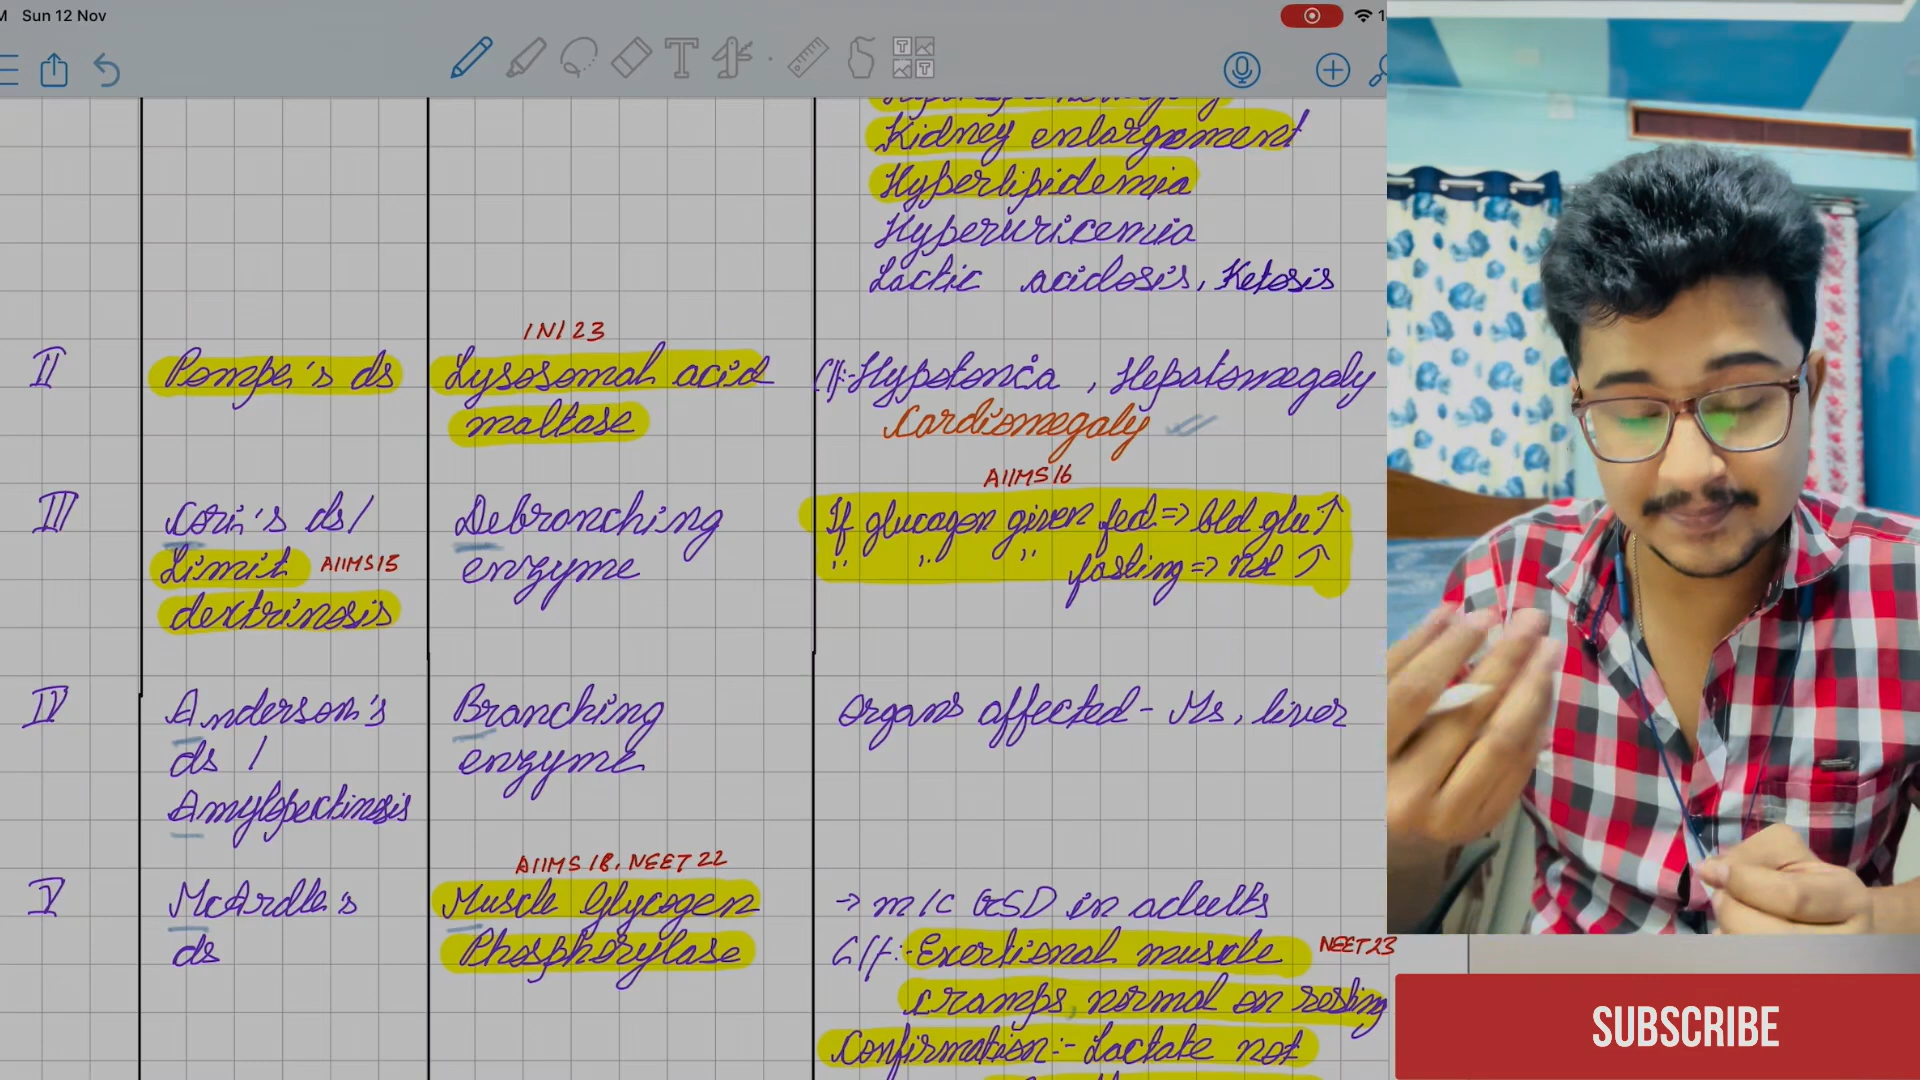 Sun 12 Nov
Kidney enlargement
Hyperlipidemia
Hyperuricemia
Lactic acidosis, Ketosis
INI 23
II Pompe's ds Lysosomal acid maltase C/f:- Hypotonia, Hepatomegaly
Cardiomegaly
AIIMS 16
III Cori's ds/ Debranching enzyme If glucagon given fed => bld glu ↑
Limit AIIMS 15 " " " fasting => not ↑
dextrinosis
IV Anderson's Branching Organs affected - Ms, liver
ds / enzyme
Amylopectinosis
AIIMS 18, NEET 22
V McArdle's Muscle Glycogen → m/c GSD in adults
ds Phosphorylase C/f:- Exertional muscle NEET 23
cramps, normal on resting
Confirmation:- Lactate not
SUBSCRIBE